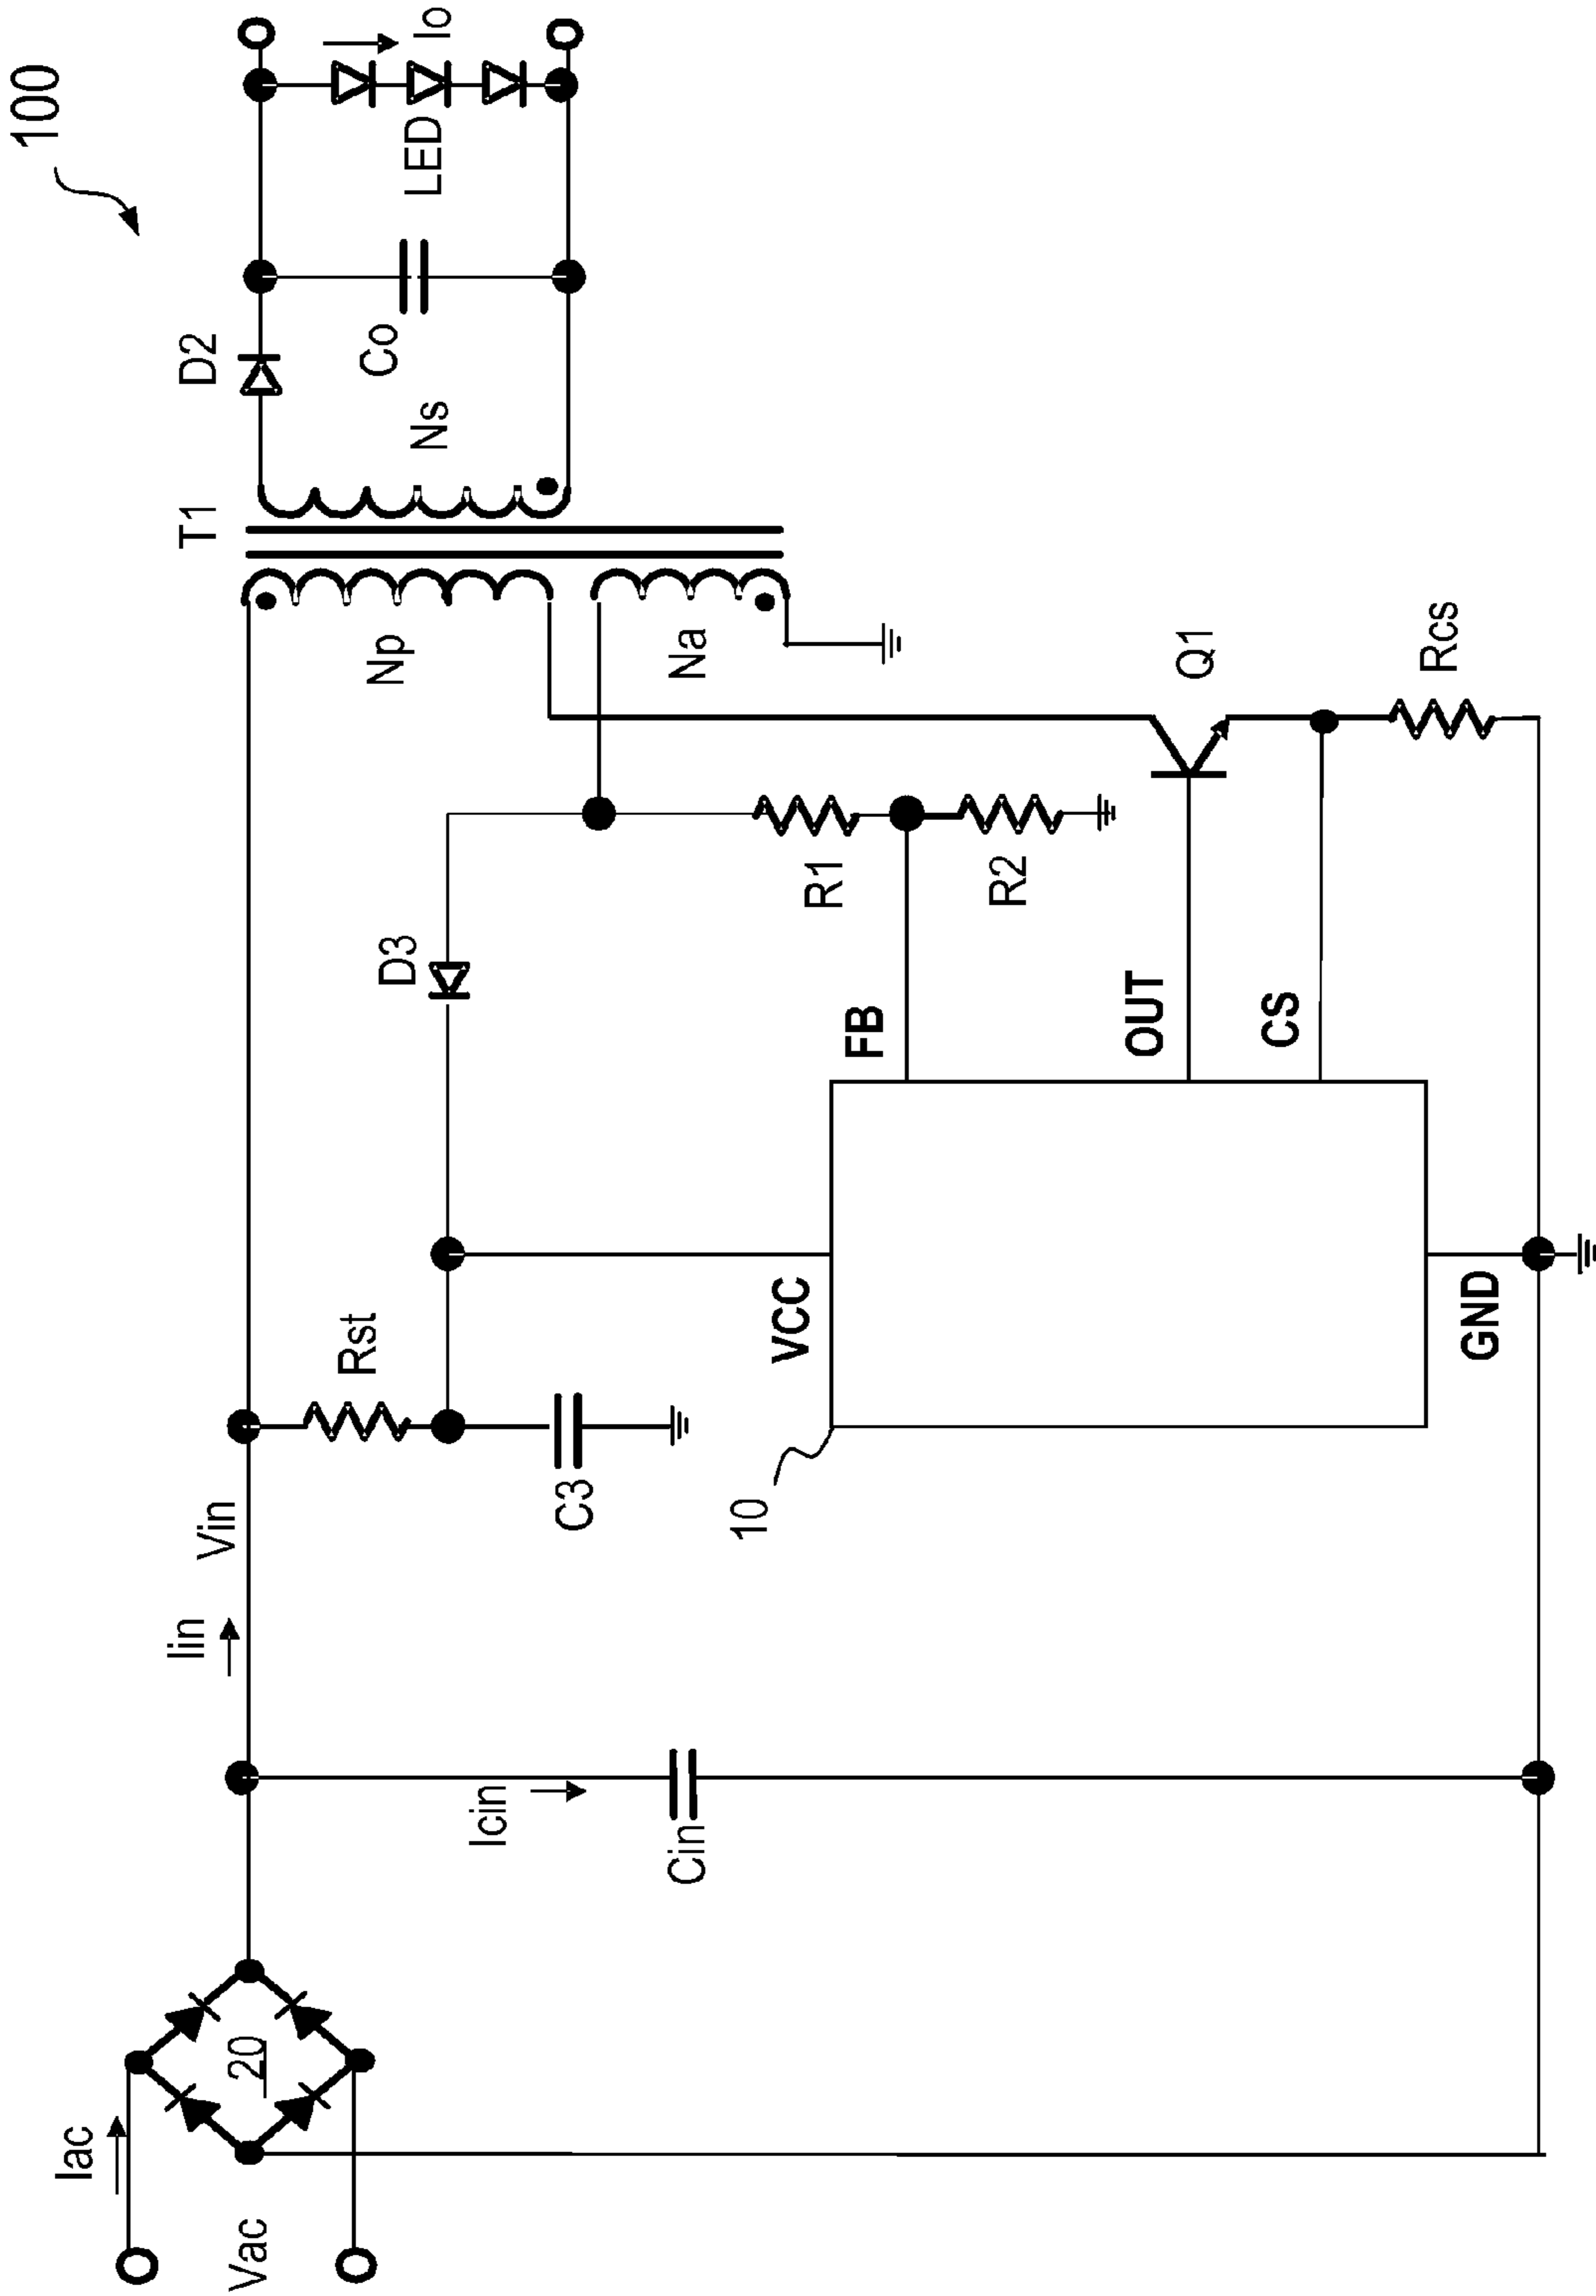 100
Iac
Vac
20
Iin
Vin
Icin
Cin
Rst
C3
10
VCC
GND
D3
FB
OUT
CS
R1
R2
Np
Na
T1
Q1
Rcs
D2
Ns
Co
LED
Io